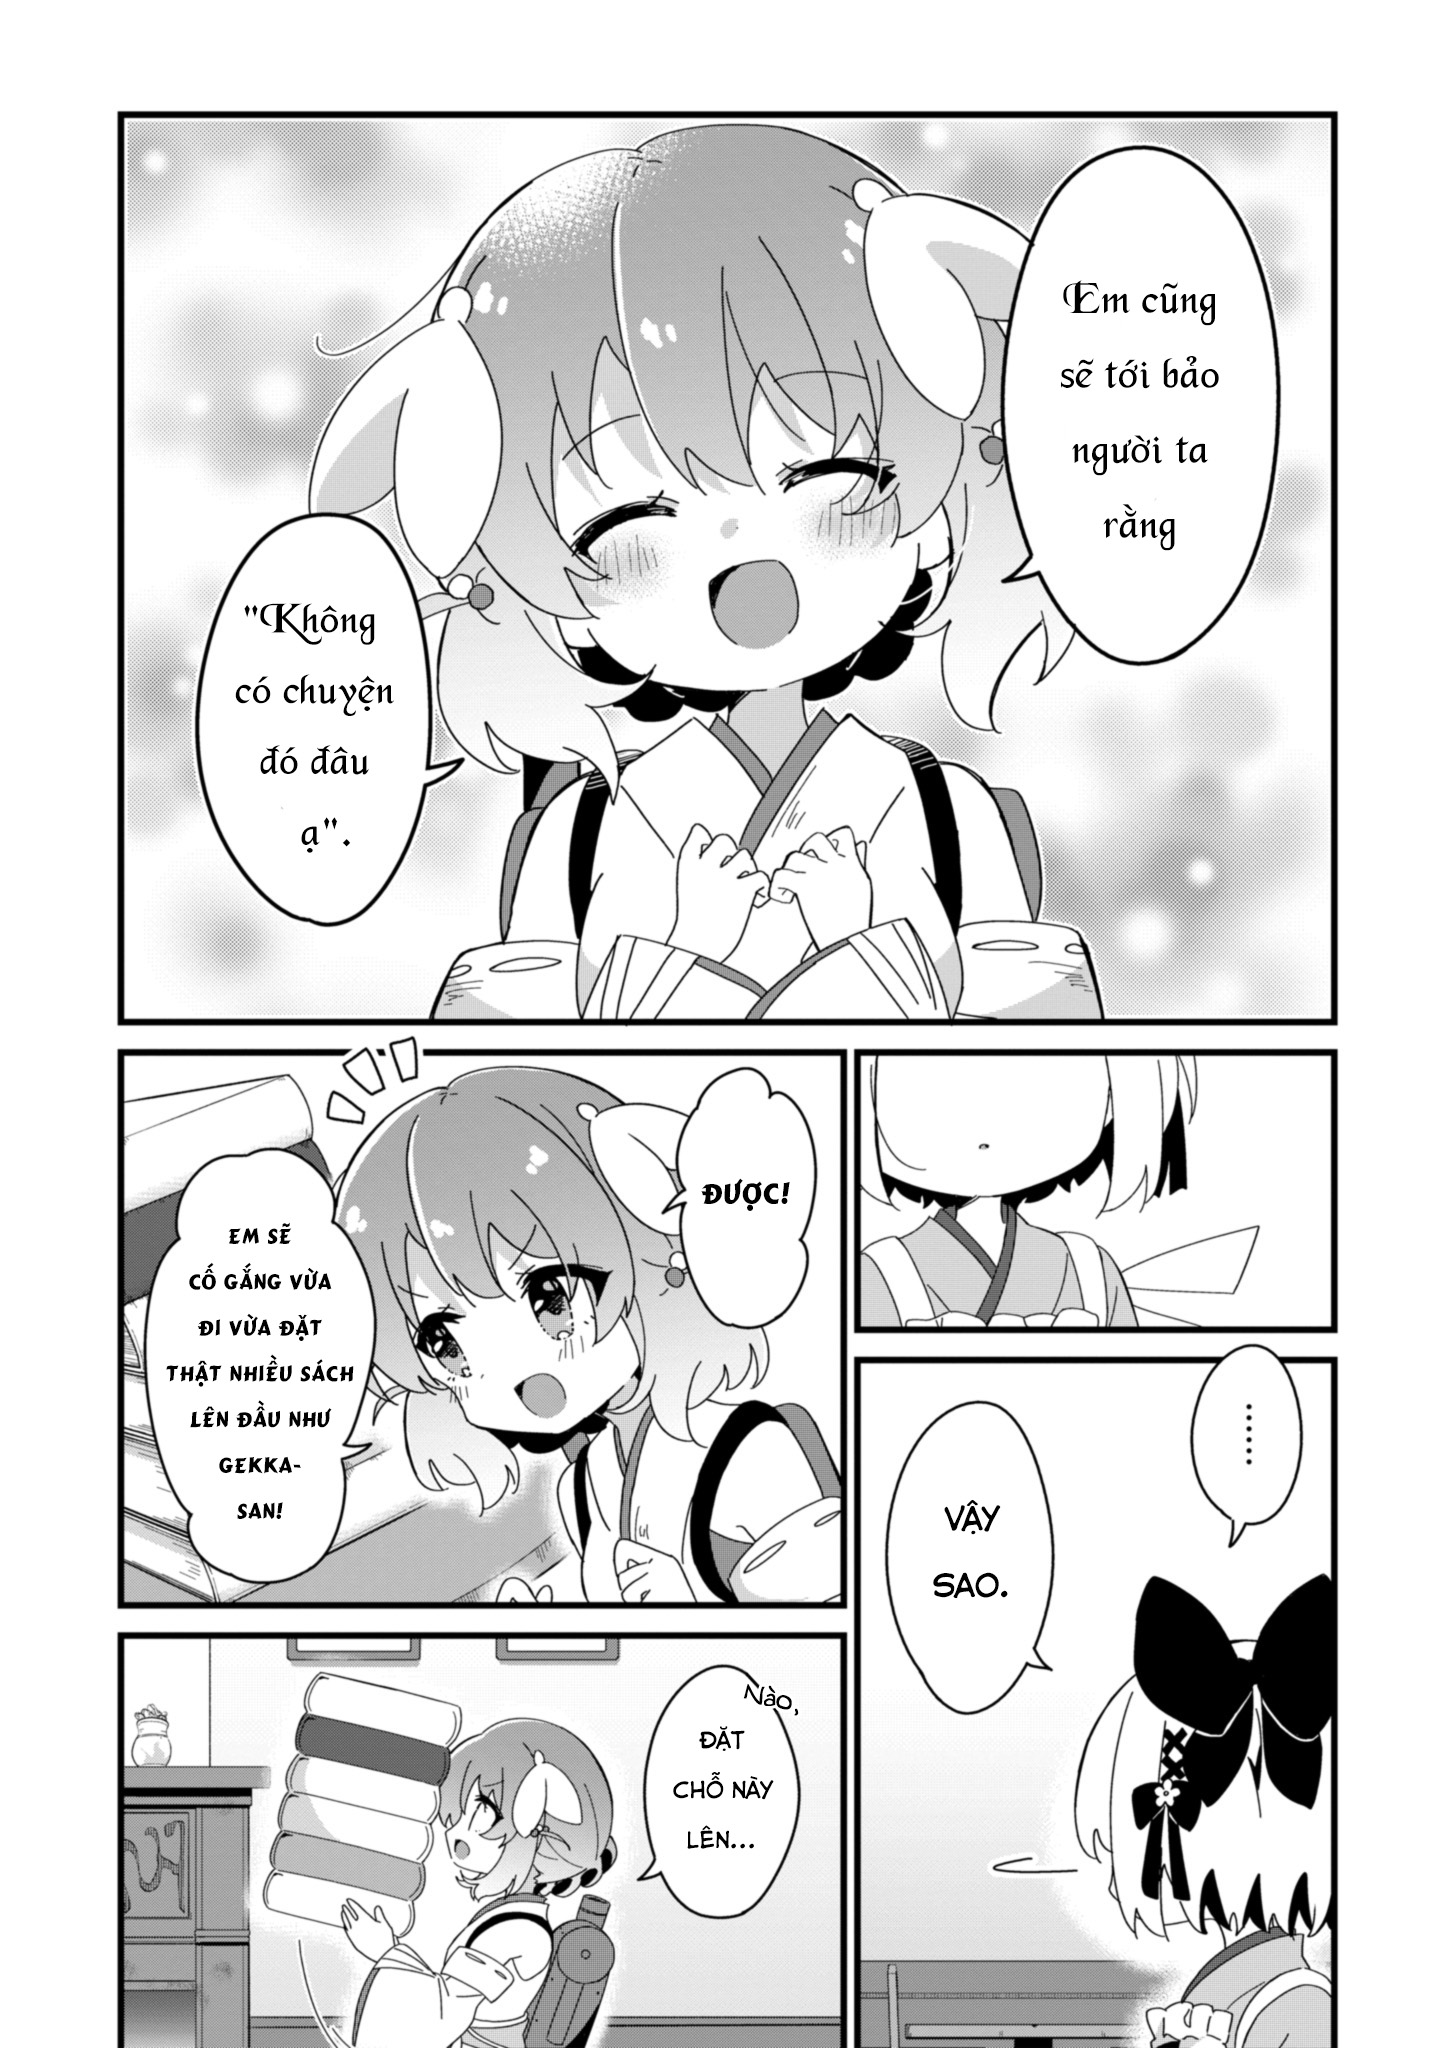 Em cũng
sẽ tới bảo
người ta
rằng
"Không
có chuyện
đó đâu
ạ".
ĐƯỢC!
EM SẼ
CỐ GẮNG VỪA
ĐI VỪA ĐẶT
THẬT NHIỀU SÁCH
LÊN ĐẦU NHƯ
GEKKA-
SAN!
........
VẬY
SAO.
Nào,
ĐẶT
CHỖ NÀY
LÊN...